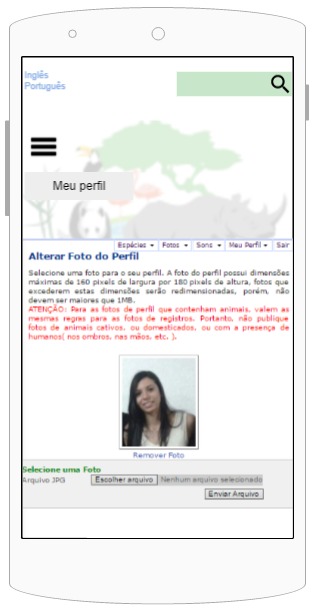 Inglês
Português
Meu perfil
Espécies Fotos Sons Meu Perfil Sair
Alterar Foto do Perfil
Selecione uma foto para o seu perfil. A foto do perfil possui dimensões
máximas de 160 pixels de largura por 180 pixels de altura, fotos que
excederem estas dimensões serão redimensionadas, porém, não
devem ser maiores que 1MB.
ATENÇÃO: Para as fotos de perfil que contenham animais, valem as
mesmas regras para as fotos de registros. Portanto, não publique
fotos de animais cativos, ou domesticados, ou com a presença de
humanos( nos ombros, nas mãos, etc. ).
Remover Foto
Selecione uma Foto
Arquivo JPG Escolher arquivo Nenhum arquivo selecionado
Enviar Arquivo